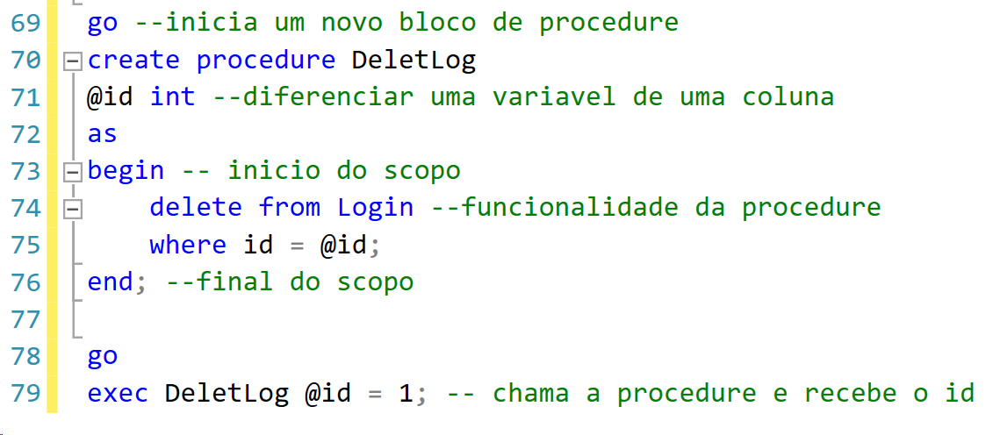 69 go --inicia um novo bloco de procedure
70 create procedure DeletLog
71 @id int --diferenciar uma variavel de uma coluna
72 as
73 begin -- inicio do scopo
74 delete from Login --funcionalidade da procedure
75 where id = @id;
76 end; --final do scopo
77
78 go
79 exec DeletLog @id = 1; -- chama a procedure e recebe o id